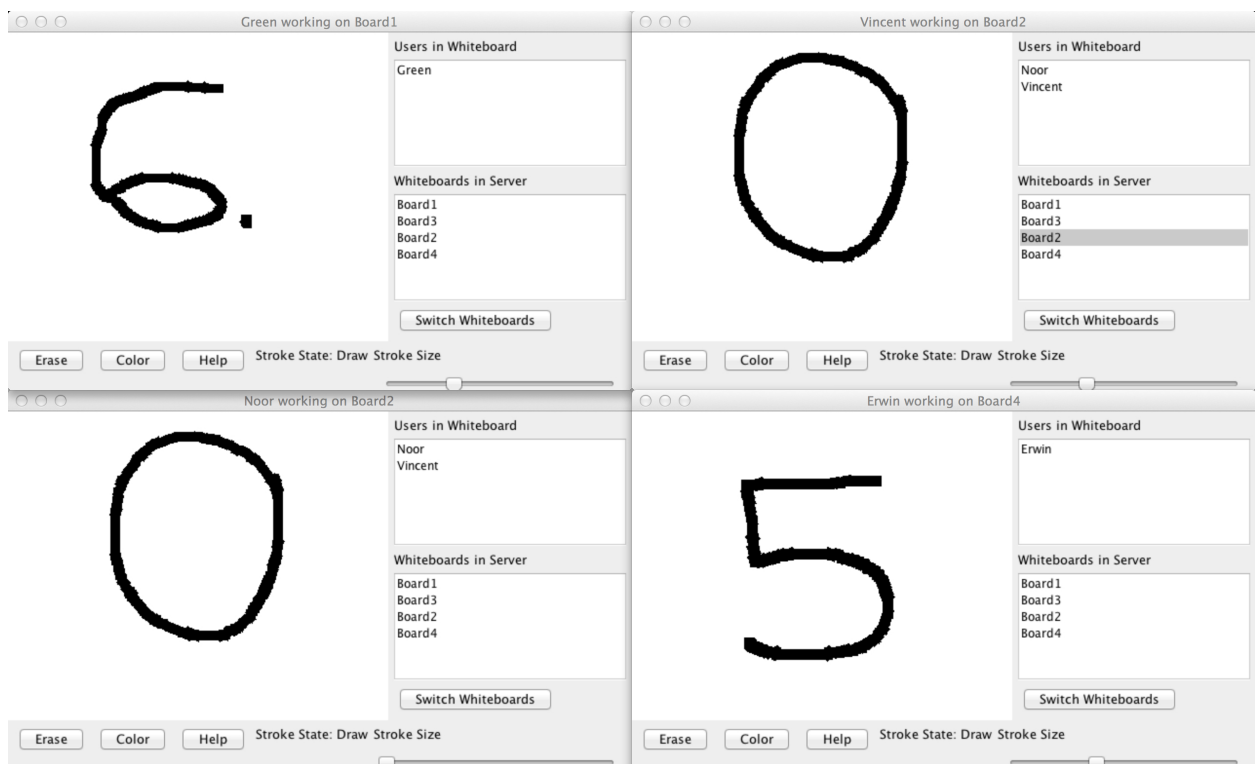 Green working on Board1
Users in Whiteboard
Green
6.
Whiteboards in Server
Board1
Board3
Board2
Board4
Switch Whiteboards
Erase Color Help Stroke State: Draw Stroke Size
Vincent working on Board2
Users in Whiteboard
Noor
Vincent
0
Whiteboards in Server
Board1
Board3
Board2
Board4
Switch Whiteboards
Erase Color Help Stroke State: Draw Stroke Size
Noor working on Board2
Users in Whiteboard
Noor
Vincent
0
Whiteboards in Server
Board1
Board3
Board2
Board4
Switch Whiteboards
Erase Color Help Stroke State: Draw Stroke Size
Erwin working on Board4
Users in Whiteboard
Erwin
5
Whiteboards in Server
Board1
Board3
Board2
Board4
Switch Whiteboards
Erase Color Help Stroke State: Draw Stroke Size